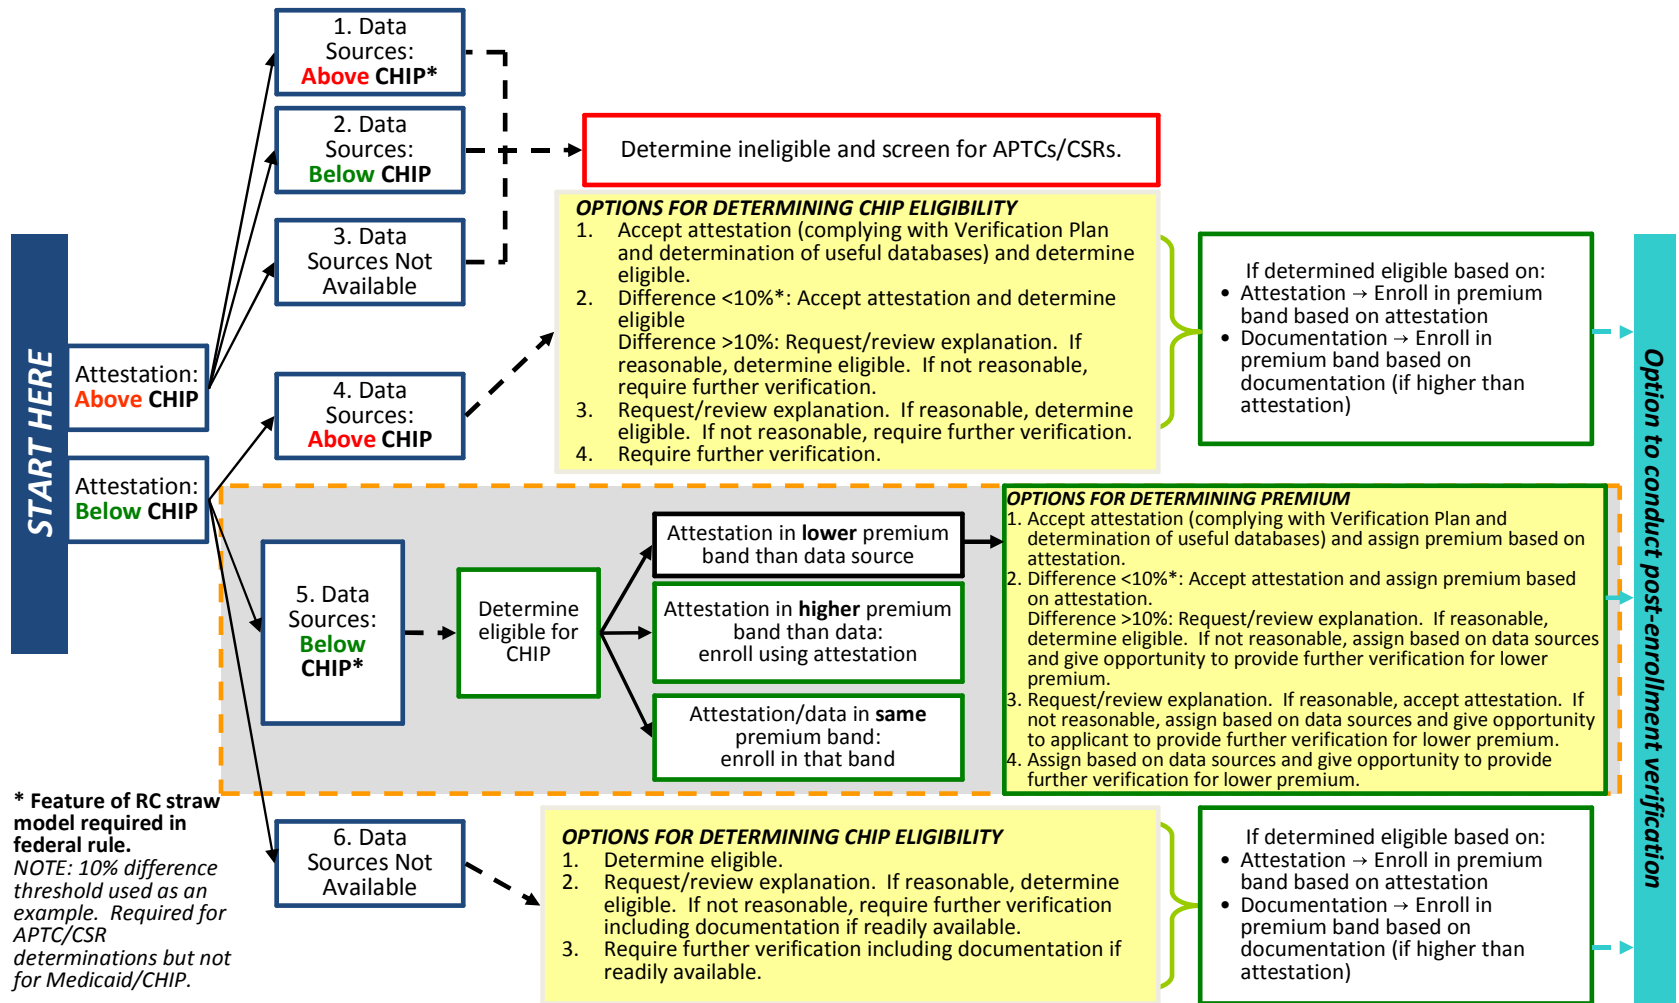 START HERE
Attestation:
Above CHIP
Attestation:
Below CHIP
1. Data
Sources:
Above CHIP*
2. Data
Sources:
Below CHIP
3. Data
Sources Not
Available
4. Data
Sources:
Above CHIP
Determine ineligible and screen for APTCs/CSRs.
OPTIONS FOR DETERMINING CHIP ELIGIBILITY
1. Accept attestation (complying with Verification Plan
and determination of useful databases) and determine
eligible.
2. Difference <10%*: Accept attestation and determine
eligible
Difference >10%: Request/review explanation. If
reasonable, determine eligible. If not reasonable,
require further verification.
3. Request/review explanation. If reasonable, determine
eligible. If not reasonable, require further verification.
4. Require further verification.
If determined eligible based on:
• Attestation → Enroll in premium
band based on attestation
• Documentation → Enroll in
premium band based on
documentation (if higher than
attestation)
5. Data
Sources:
Below
CHIP*
Determine
eligible for
CHIP
Attestation in lower premium
band than data source
Attestation in higher premium
band than data:
enroll using attestation
Attestation/data in same
premium band:
enroll in that band
OPTIONS FOR DETERMINING PREMIUM
1. Accept attestation (complying with Verification Plan and
determination of useful databases) and assign premium based on
attestation.
2. Difference <10%*: Accept attestation and assign premium based
on attestation.
Difference >10%: Request/review explanation. If reasonable,
determine eligible. If not reasonable, assign based on data sources
and give opportunity to provide further verification for lower
premium.
3. Request/review explanation. If reasonable, accept attestation. If
not reasonable, assign based on data sources and give opportunity
to applicant to provide further verification for lower premium.
4. Assign based on data sources and give opportunity to provide
further verification for lower premium.
6. Data
Sources Not
Available
OPTIONS FOR DETERMINING CHIP ELIGIBILITY
1. Determine eligible.
2. Request/review explanation. If reasonable, determine
eligible. If not reasonable, require further verification
including documentation if readily available.
3. Require further verification including documentation if
readily available.
If determined eligible based on:
• Attestation → Enroll in premium
band based on attestation
• Documentation → Enroll in
premium band based on
documentation (if higher than
attestation)
Option to conduct post-enrollment verification
* Feature of RC straw
model required in
federal rule.
NOTE: 10% difference
threshold used as an
example. Required for
APTC/CSR
determinations but not
for Medicaid/CHIP.